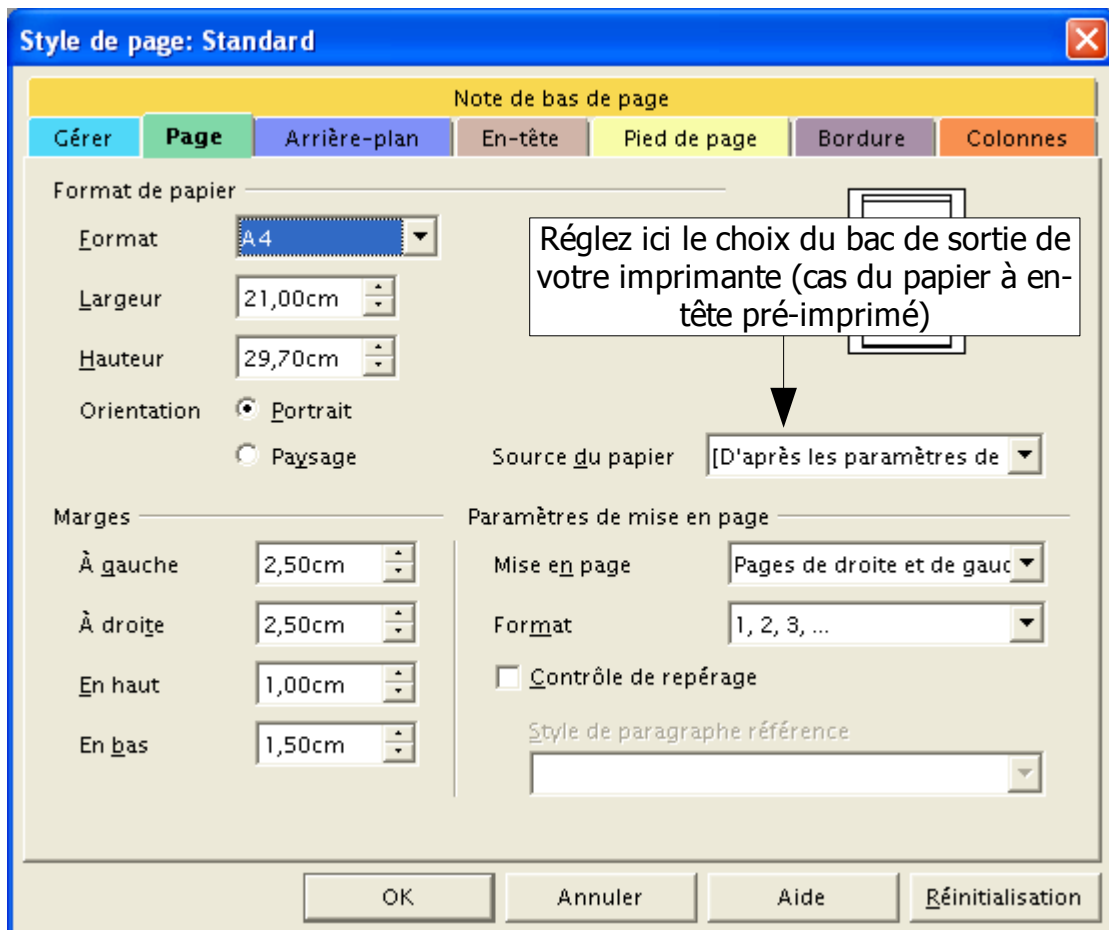 Style de page: Standard
Note de bas de page
Gérer
Page
Arrière-plan
En-tête
Pied de page
Bordure
Colonnes
Format de papier
Format
A4
Largeur
21,00cm
Hauteur
29,70cm
Orientation
Portrait
Paysage
Réglez ici le choix du bac de sortie de
votre imprimante (cas du papier à en-
tête pré-imprimé)
Source du papier
[D'après les paramètres de
Marges
À gauche
2,50cm
À droite
2,50cm
En haut
1,00cm
En bas
1,50cm
Paramètres de mise en page
Mise en page
Pages de droite et de gauc
Format
1, 2, 3, ...
Contrôle de repérage
Style de paragraphe référence
OK
Annuler
Aide
Réinitialisation